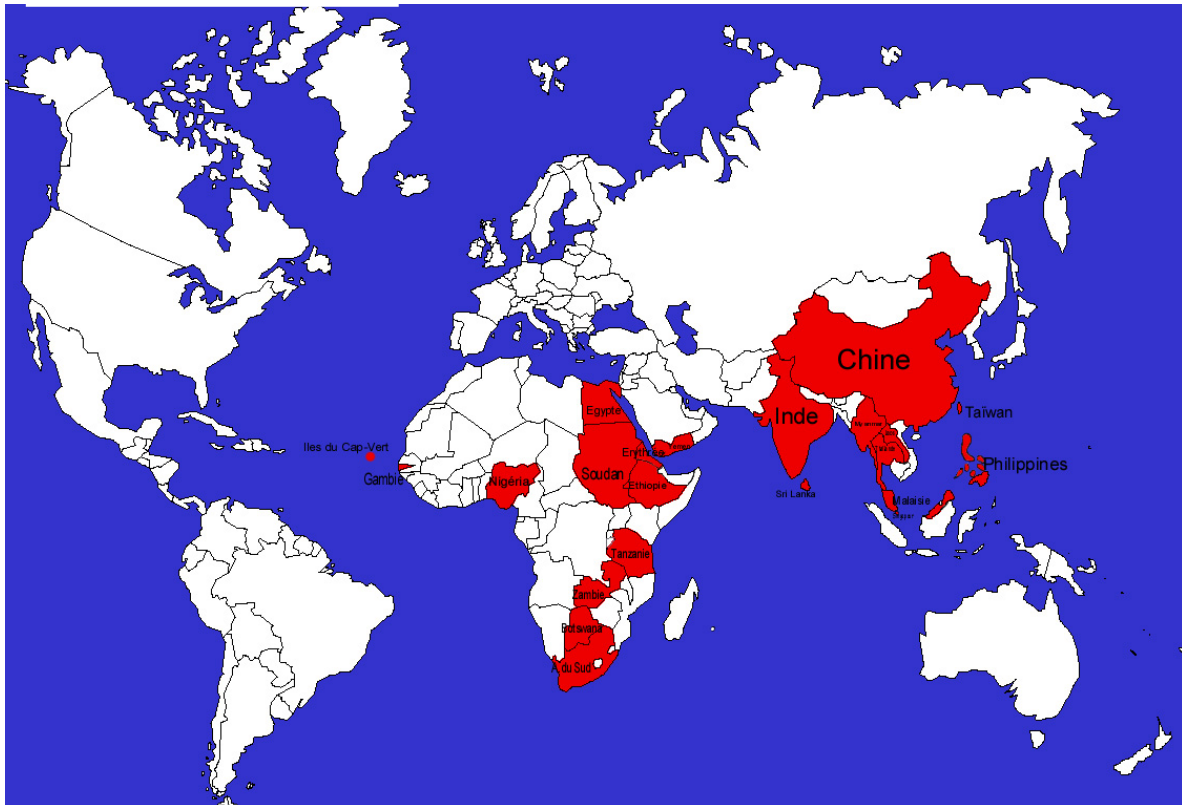 Chine
Inde
Taïwan
Egypte
Myanmar
Iles du Cap-Vert
Erythrée
Philippines
Gambie
Nigéria
Soudan
Ethiopie
Sri Lanka
Malaisie
Tanzanie
Zambie
Botswana
A. du Sud